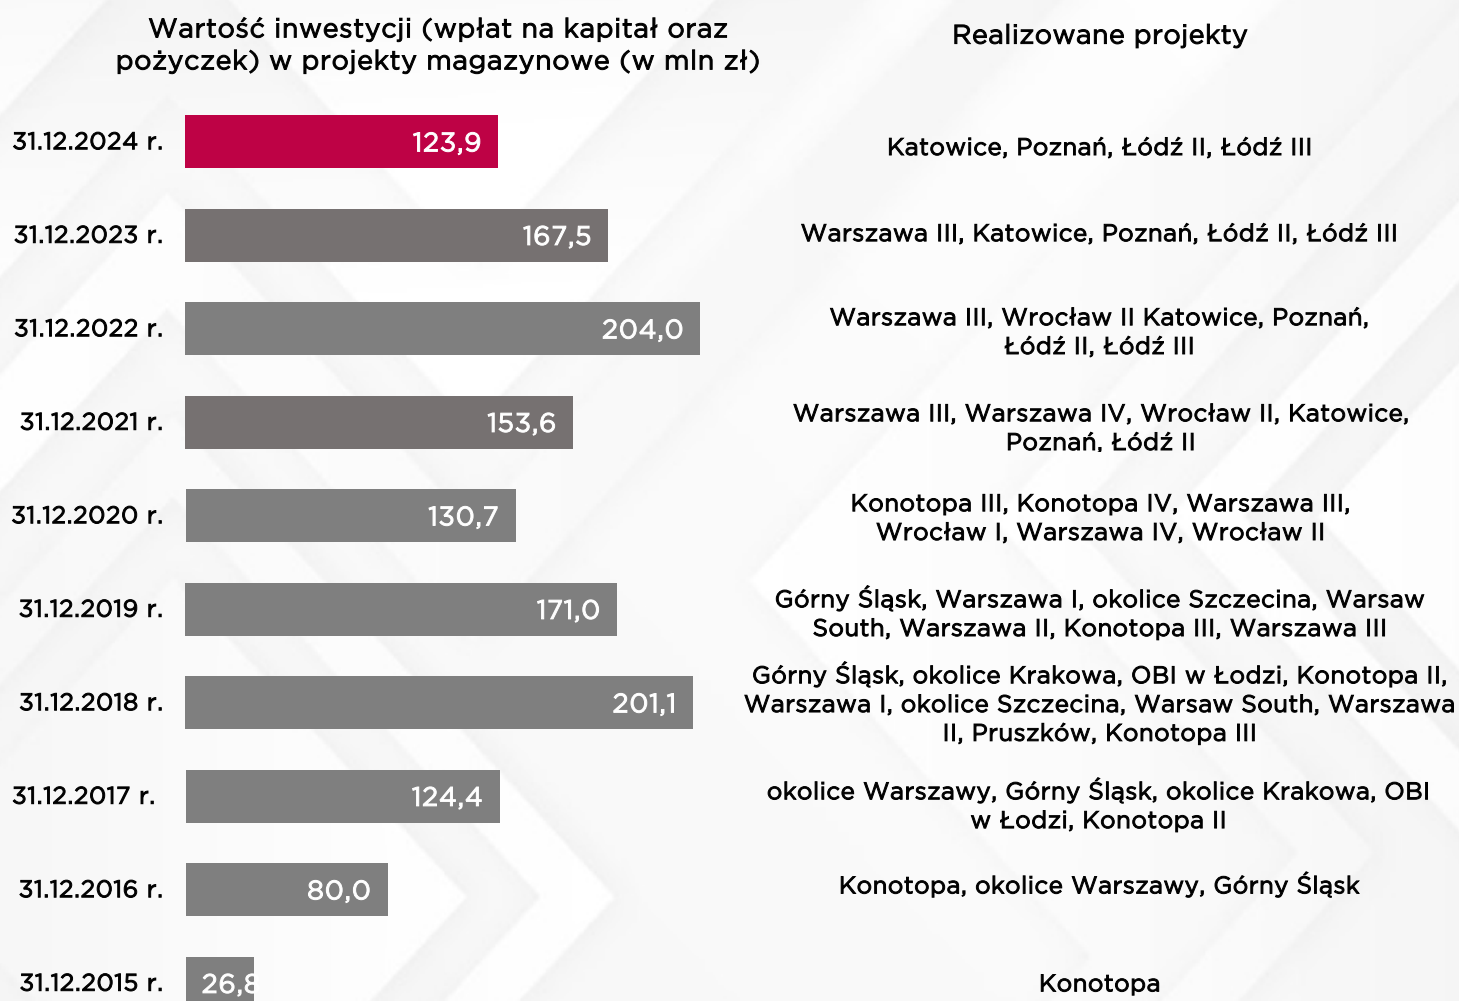 Wartość inwestycji (wpłat na kapitał oraz
pożyczek) w projekty magazynowe (w mln zł)
Realizowane projekty
31.12.2024 r.
123,9
Katowice, Poznań, Łódź II, Łódź III
31.12.2023 r.
167,5
Warszawa III, Katowice, Poznań, Łódź II, Łódź III
31.12.2022 r.
204,0
Warszawa III, Wrocław II Katowice, Poznań,
Łódź II, Łódź III
31.12.2021 r.
153,6
Warszawa III, Warszawa IV, Wrocław II, Katowice,
Poznań, Łódź II
31.12.2020 r.
130,7
Konotopa III, Konotopa IV, Warszawa III,
Wrocław I, Warszawa IV, Wrocław II
31.12.2019 r.
171,0
Górny Śląsk, Warszawa I, okolice Szczecina, Warsaw
South, Warszawa II, Konotopa III, Warszawa III
31.12.2018 r.
201,1
Górny Śląsk, okolice Krakowa, OBI w Łodzi, Konotopa II,
Warszawa I, okolice Szczecina, Warsaw South, Warszawa
II, Pruszków, Konotopa III
31.12.2017 r.
124,4
okolice Warszawy, Górny Śląsk, okolice Krakowa, OBI
w Łodzi, Konotopa II
31.12.2016 r.
80,0
Konotopa, okolice Warszawy, Górny Śląsk
31.12.2015 r.
26,8
Konotopa